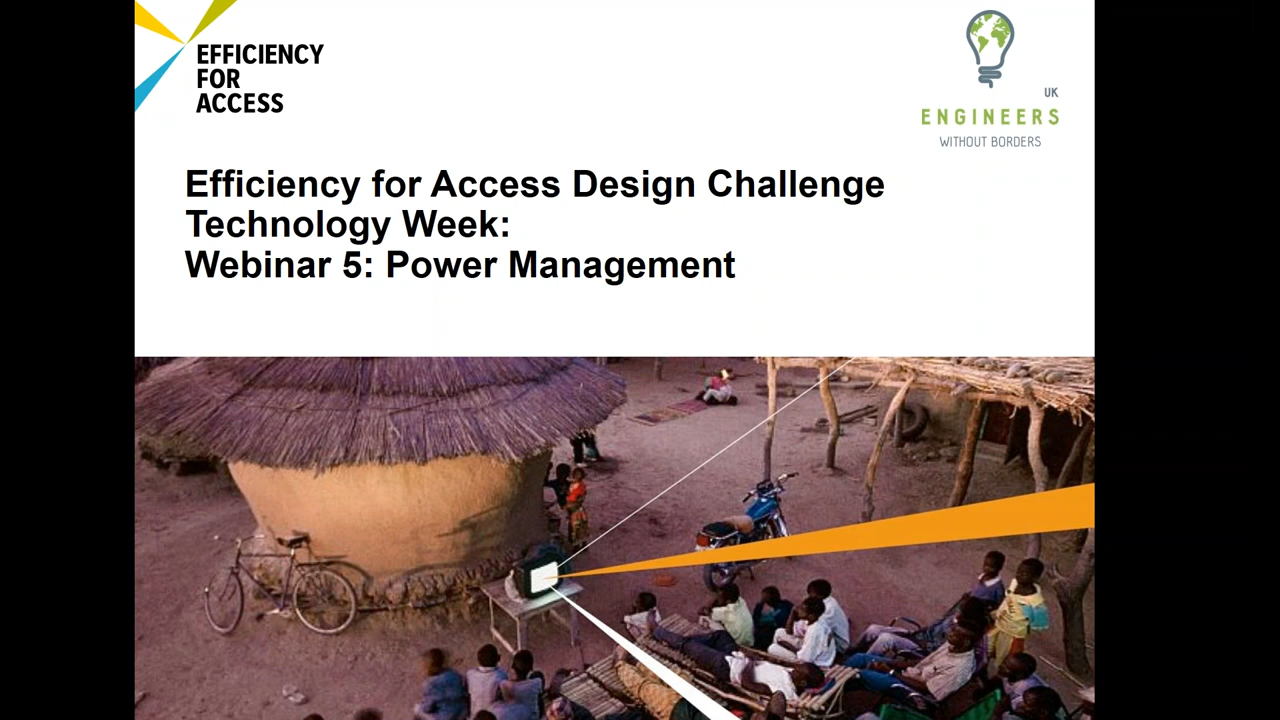 EFFICIENCY
FOR
ACCESS
UK
ENGINEERS
WITHOUT BORDERS
Efficiency for Access Design Challenge
Technology Week:
Webinar 5: Power Management